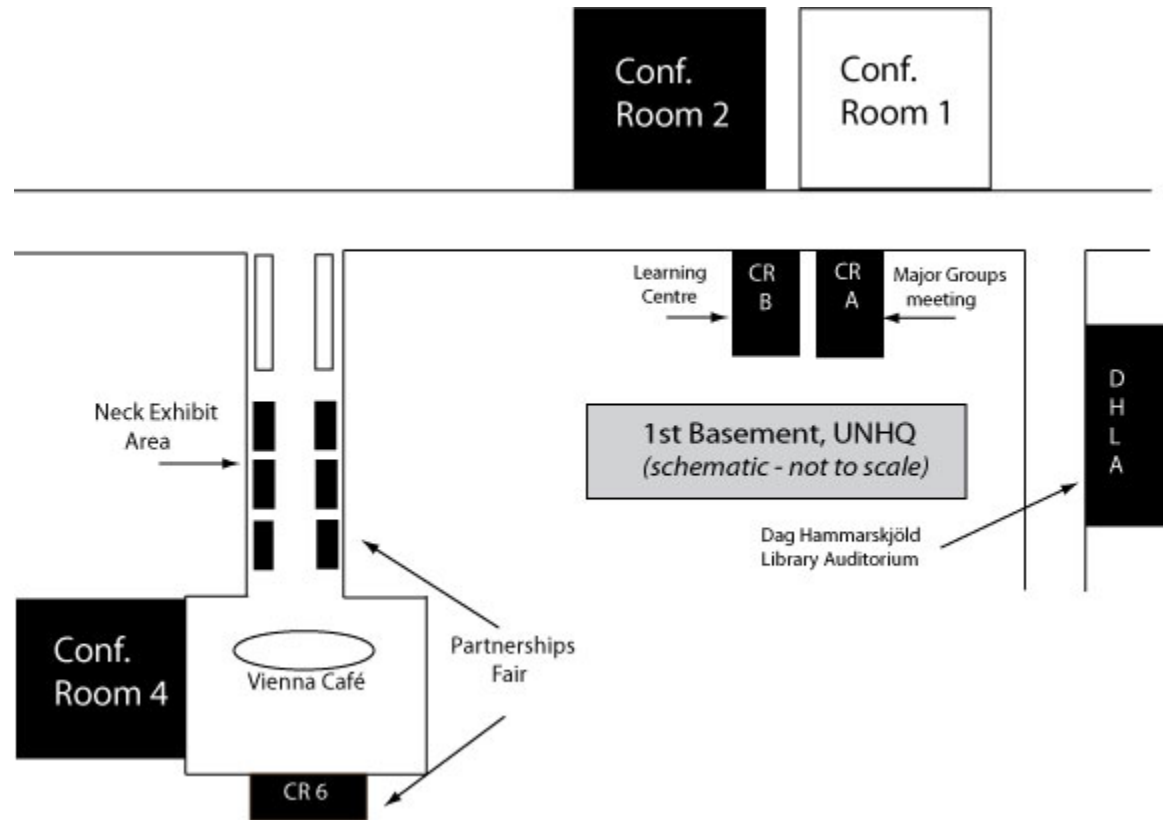 Conf.
Room 2
Conf.
Room 1
Learning
Centre
CR
B
CR
A
Major Groups
meeting
Neck Exhibit
Area
1st Basement, UNHQ
(schematic - not to scale)
D
H
L
A
Dag Hammarskjöld
Library Auditorium
Conf.
Room 4
Vienna Café
Partnerships
Fair
CR 6